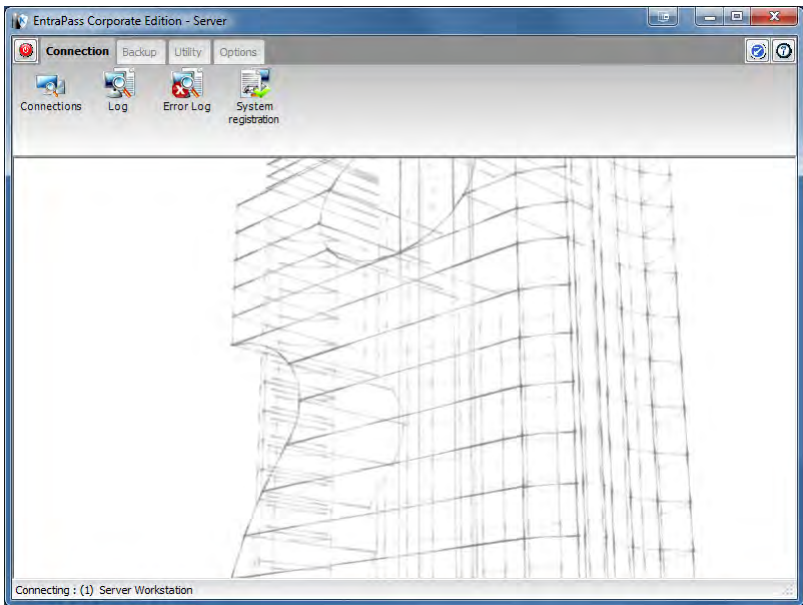 EntraPass Corporate Edition - Server
Connection Backup Utility Options
Connections Log Error Log System
registration
Connecting : (1) Server Workstation